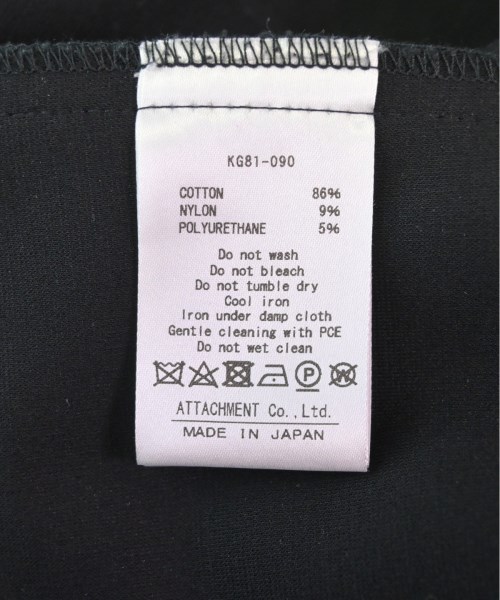 KG81-090
COTTON 86%
NYLON 9%
POLYURETHANE 5%
Do not wash
Do not bleach
Do not tumble dry
Cool iron
Iron under damp cloth
Gentle cleaning with PCE
Do not wet clean
P W
ATTACHMENT Co.,Ltd.
MADE IN JAPAN